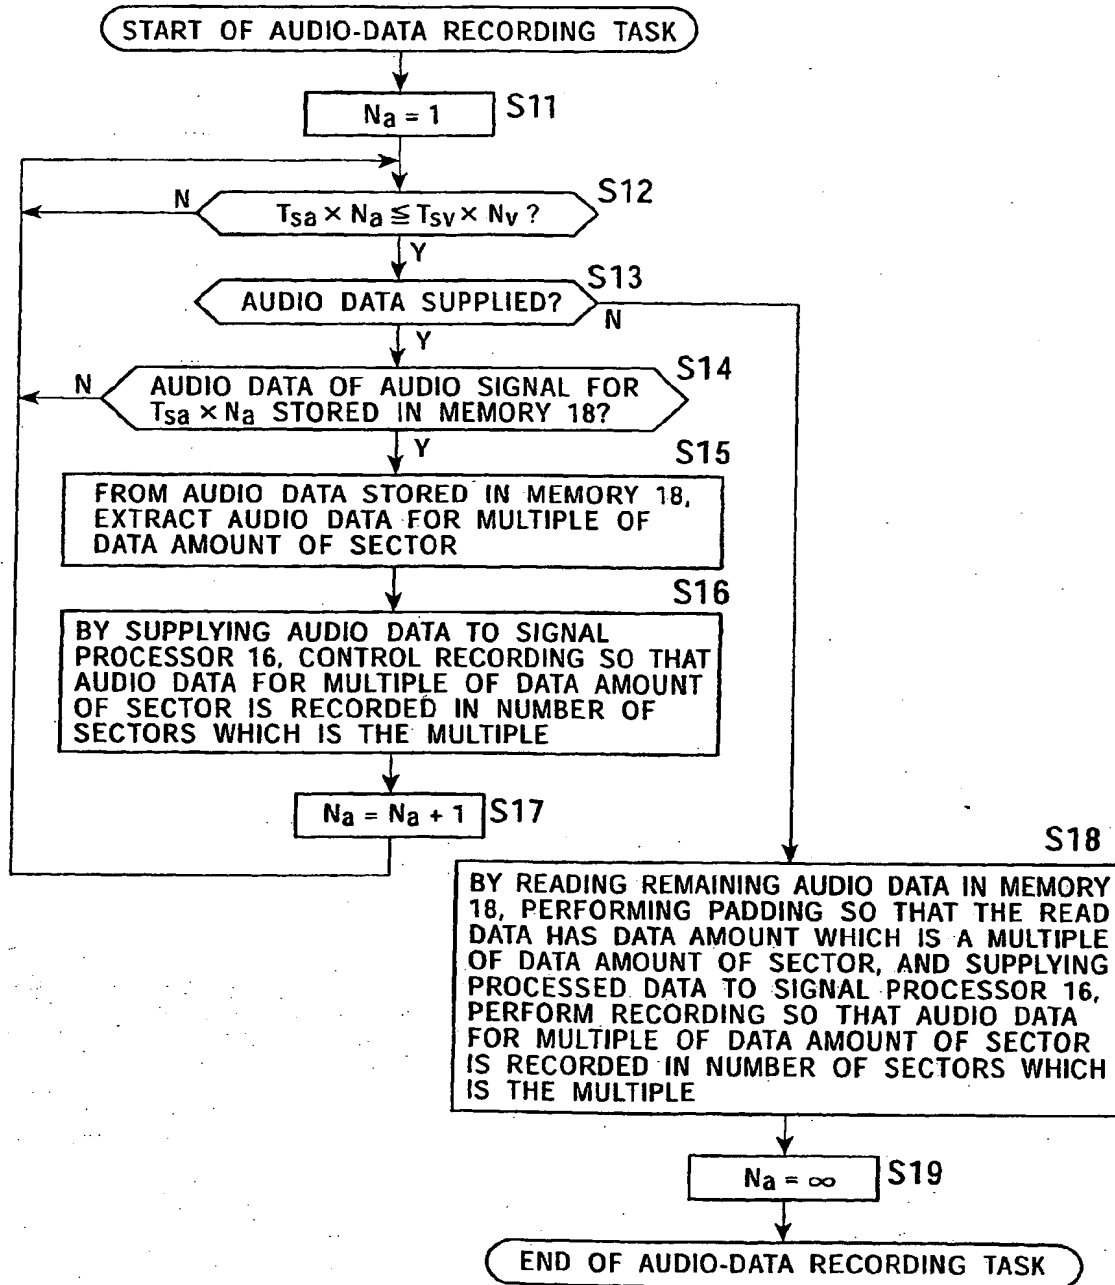 START OF AUDIO-DATA RECORDING TASK
Na = 1
S11
N
Tsa × Na ≦ Tsv × Nv ?
S12
Y
AUDIO DATA SUPPLIED?
S13
N
Y
N
AUDIO DATA OF AUDIO SIGNAL FOR
Tsa × Na STORED IN MEMORY 18?
S14
Y
S15
FROM AUDIO DATA STORED IN MEMORY 18,
EXTRACT AUDIO DATA FOR MULTIPLE OF
DATA AMOUNT OF SECTOR
S16
BY SUPPLYING AUDIO DATA TO SIGNAL
PROCESSOR 16, CONTROL RECORDING SO THAT
AUDIO DATA FOR MULTIPLE OF DATA AMOUNT
OF SECTOR IS RECORDED IN NUMBER OF
SECTORS WHICH IS THE MULTIPLE
Na = Na + 1
S17
S18
BY READING REMAINING AUDIO DATA IN MEMORY
18, PERFORMING PADDING SO THAT THE READ
DATA HAS DATA AMOUNT WHICH IS A MULTIPLE
OF DATA AMOUNT OF SECTOR, AND SUPPLYING
PROCESSED DATA TO SIGNAL PROCESSOR 16,
PERFORM RECORDING SO THAT AUDIO DATA
FOR MULTIPLE OF DATA AMOUNT OF SECTOR
IS RECORDED IN NUMBER OF SECTORS WHICH
IS THE MULTIPLE
Na = ∞
S19
END OF AUDIO-DATA RECORDING TASK